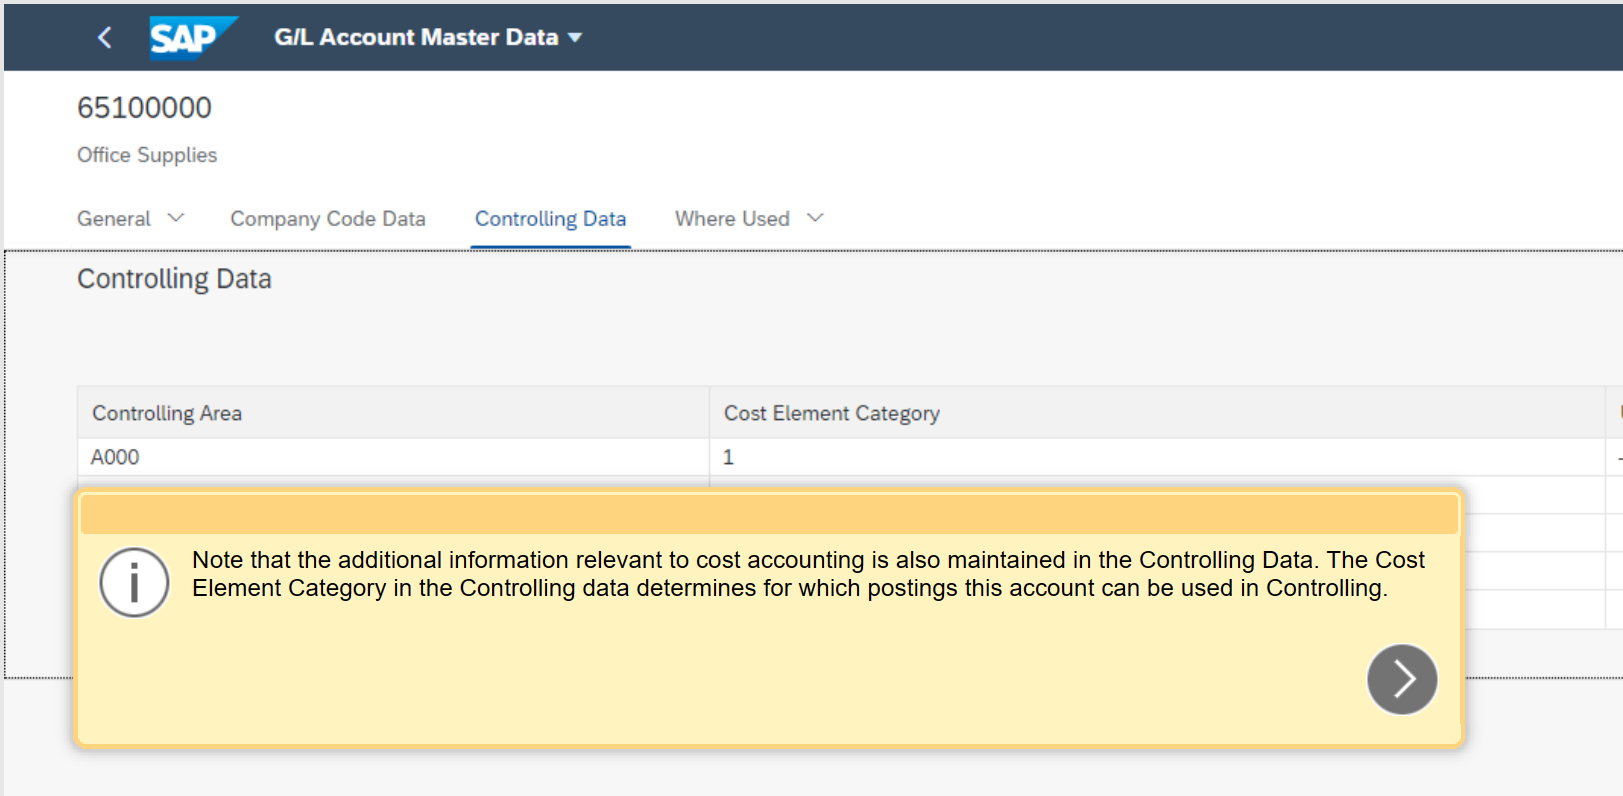 SAP G/L Account Master Data
65100000
Office Supplies
General Company Code Data Controlling Data Where Used
Controlling Data
Controlling Area Cost Element Category
A000 1
Note that the additional information relevant to cost accounting is also maintained in the Controlling Data. The Cost
Element Category in the Controlling data determines for which postings this account can be used in Controlling.